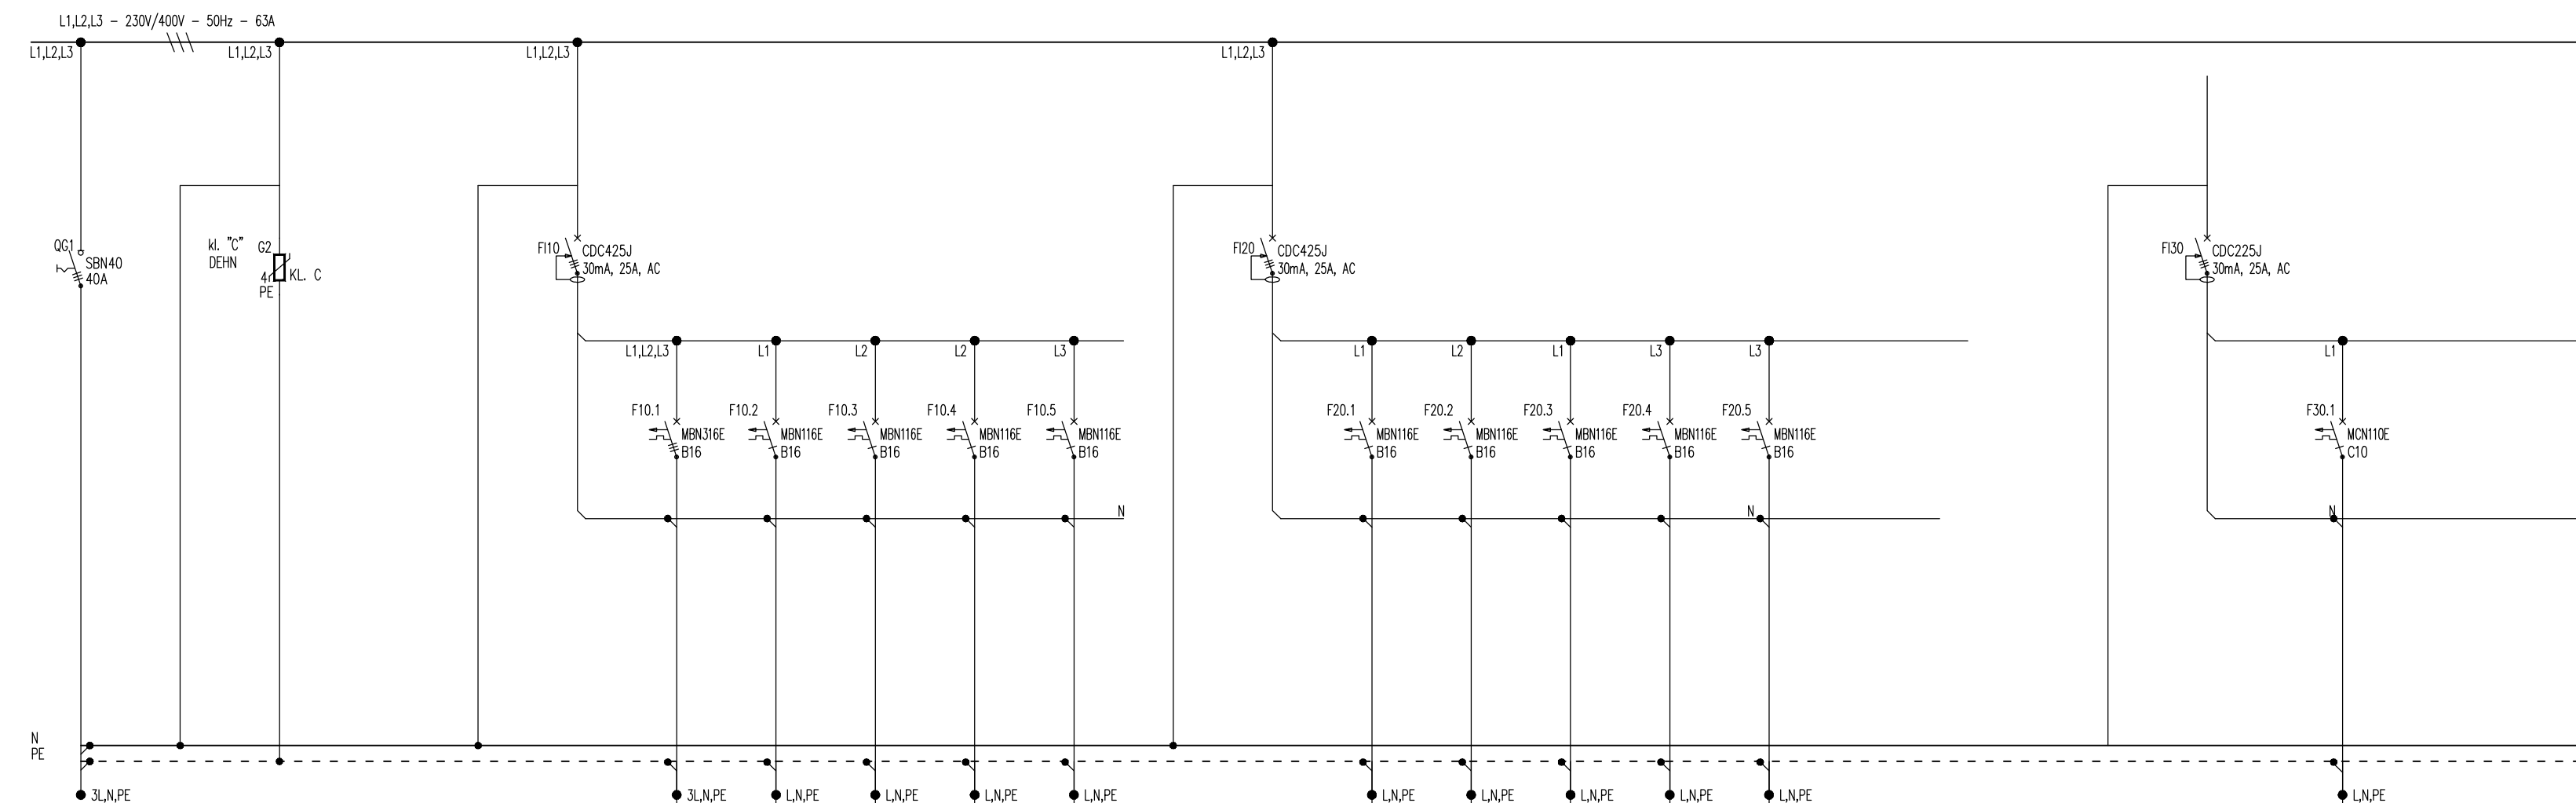 L1,L2,L3 - 230V/400V - 50Hz - 63A
L1,L2,L3
L1,L2,L3
L1,L2,L3
L1,L2,L3
QG1
SBN40
40A
kl. "C"
DEHN
G2
4
PE
KL. C
FI10
CDC425J
30mA, 25A, AC
FI20
CDC425J
30mA, 25A, AC
FI30
CDC225J
30mA, 25A, AC
L1,L2,L3
L1
L2
L2
L3
L1
L2
L1
L3
L3
L1
F10.1
MBN316E
B16
F10.2
MBN116E
B16
F10.3
MBN116E
B16
F10.4
MBN116E
B16
F10.5
MBN116E
B16
F20.1
MBN116E
B16
F20.2
MBN116E
B16
F20.3
MBN116E
B16
F20.4
MBN116E
B16
F20.5
MBN116E
B16
F30.1
MCN110E
C10
N
N
N
N
PE
3L,N,PE
3L,N,PE
L,N,PE
L,N,PE
L,N,PE
L,N,PE
L,N,PE
L,N,PE
L,N,PE
L,N,PE
L,N,PE
L,N,PE